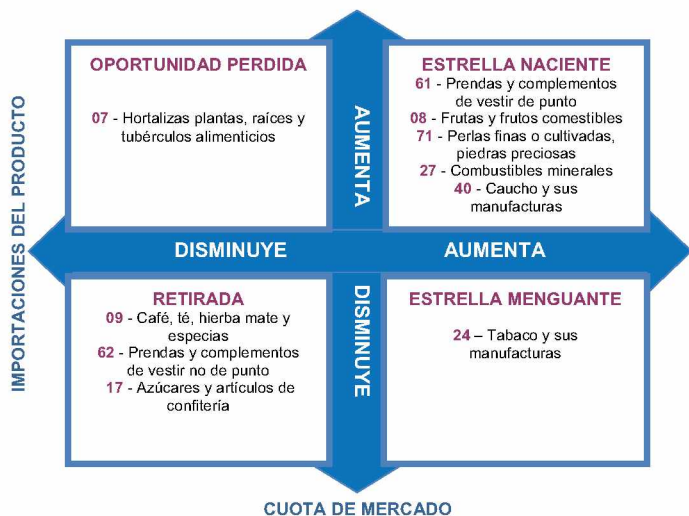 OPORTUNIDAD PERDIDA
07 - Hortalizas plantas, raíces y
tubérculos alimenticios
AUMENTA
ESTRELLA NACIENTE
61 - Prendas y complementos
de vestir de punto
08 - Frutas y frutos comestibles
71 - Perlas finas o cultivadas,
piedras preciosas
27 - Combustibles minerales
40 - Caucho y sus
manufacturas
IMPORTACIONES DEL PRODUCTO
DISMINUYE
AUMENTA
RETIRADA
09 - Café, té, hierba mate y
especias
62 - Prendas y complementos
de vestir no de punto
17 - Azúcares y artículos de
confitería
DISMINUYE
ESTRELLA MENGUANTE
24 – Tabaco y sus
manufacturas
CUOTA DE MERCADO